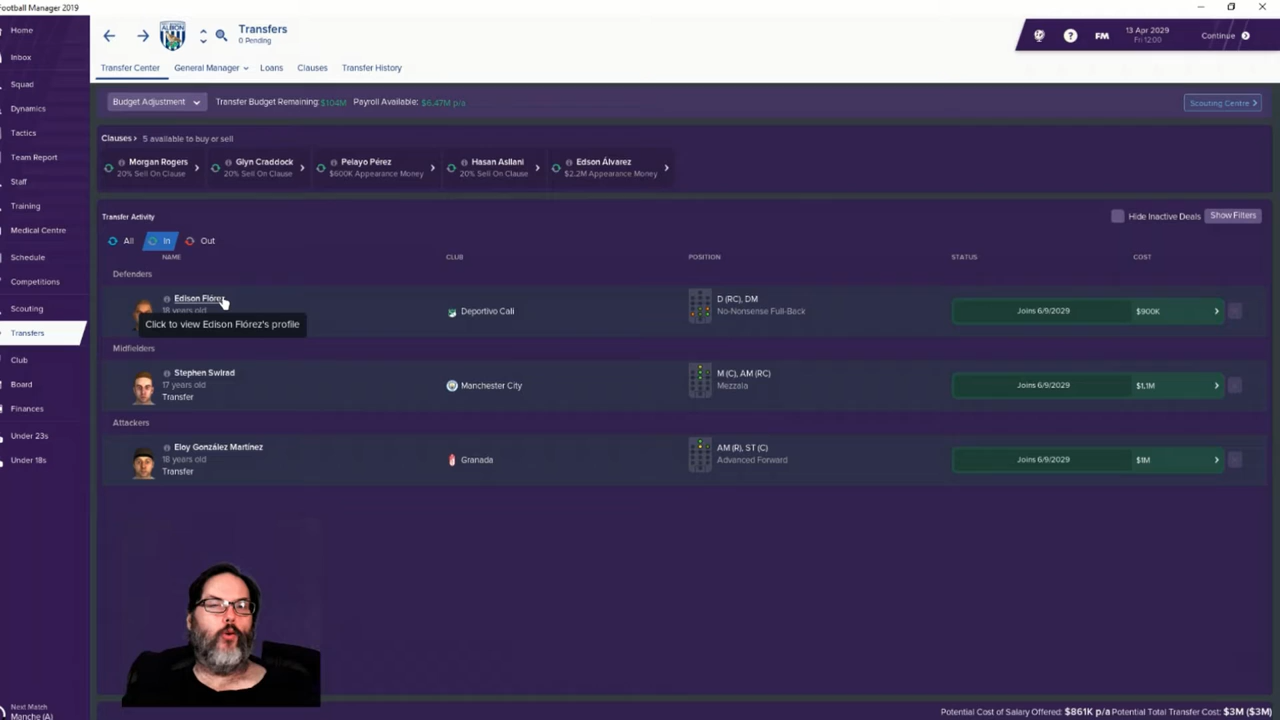 Football Manager 2019
Home
Inbox
Squad
Dynamics
Tactics
Team Report
Staff
Training
Medical Centre
Schedule
Competitions
Scouting
Transfers
Club
Board
Finances
Under 23s
Under 18s
Next Match
Manche (A)
ALBION
Transfers
0 Pending
FM
13 Apr 2029
Fri 12:00
Continue
Transfer Center
General Manager
Loans
Clauses
Transfer History
Budget Adjustment
Transfer Budget Remaining: $104M
Payroll Available: $6.47M p/a
Scouting Centre >
Clauses > 5 available to buy or sell
Morgan Rogers
20% Sell On Clause
Glyn Craddock
20% Sell On Clause
Pelayo Pérez
$600K Appearance Money
Hasan Asllani
20% Sell On Clause
Edson Álvarez
$2.2M Appearance Money
Transfer Activity
Hide Inactive Deals
Show Filters
All
In
Out
NAME
CLUB
POSITION
STATUS
COST
Defenders
Edison Flórez
18 years old
Click to view Edison Flórez's profile
Deportivo Cali
D (RC), DM
No-Nonsense Full-Back
Joins 6/9/2029
$900K
Midfielders
Stephen Swlrad
17 years old
Transfer
Manchester City
M (C), AM (RC)
Mezzala
Joins 6/9/2029
$1.1M
Attackers
Eloy González Martínez
18 years old
Transfer
Granada
AM (R), ST (C)
Advanced Forward
Joins 6/9/2029
$1M
Potential Cost of Salary Offered: $861K p/a Potential Total Transfer Cost: $3M ($3M)